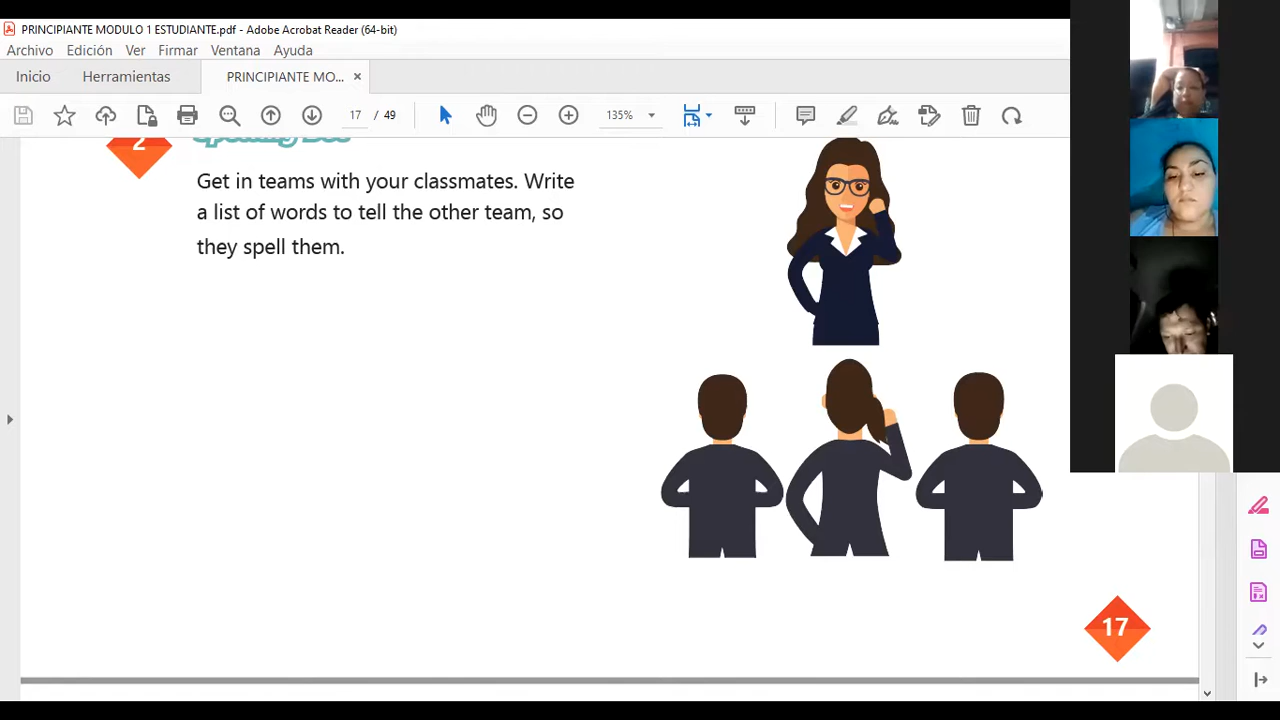 PRINCIPIANTE MODULO 1 ESTUDIANTE.pdf - Adobe Acrobat Reader (64-bit)
Archivo Edición Ver Firmar Ventana Ayuda
Inicio Herramientas PRINCIPIANTE MO... ×
17 / 49 135%
2 Spelling Bee
Get in teams with your classmates. Write
a list of words to tell the other team, so
they spell them.
17